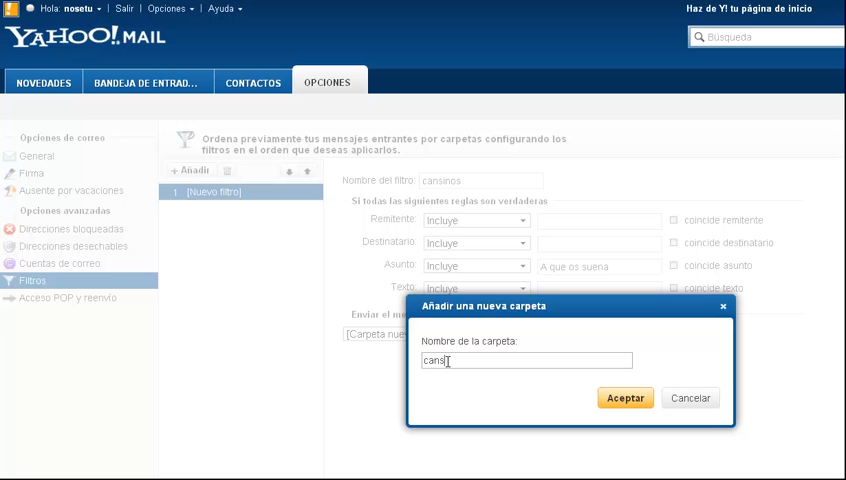 Hola: nosetu Salir Opciones Ayuda Haz de Y! tu página de inicio
YAHOO! MAIL
Búsqueda
NOVEDADES BANDEJA DE ENTRAD... CONTACTOS OPCIONES
Opciones de correo
General
Firma
Ausente por vacaciones
Opciones avanzadas
Direcciones bloqueadas
Direcciones desechables
Cuentas de correo
Filtros
Acceso POP y reenvío
Ordena previamente tus mensajes entrantes por carpetas configurando los
filtros en el orden que deseas aplicarlos.
+ Añadir
1 [Nuevo filtro]
Nombre del filtro: cansinos
Si todas las siguientes reglas son verdaderas
Remitente: Incluye coincide remitente
Destinatario: Incluye coincide destinatario
Asunto: Incluye A que os suena coincide asunto
Texto: Incluye coincide texto
Enviar el me
[Carpeta nuev
Añadir una nueva carpeta
Nombre de la carpeta:
cans
Aceptar Cancelar